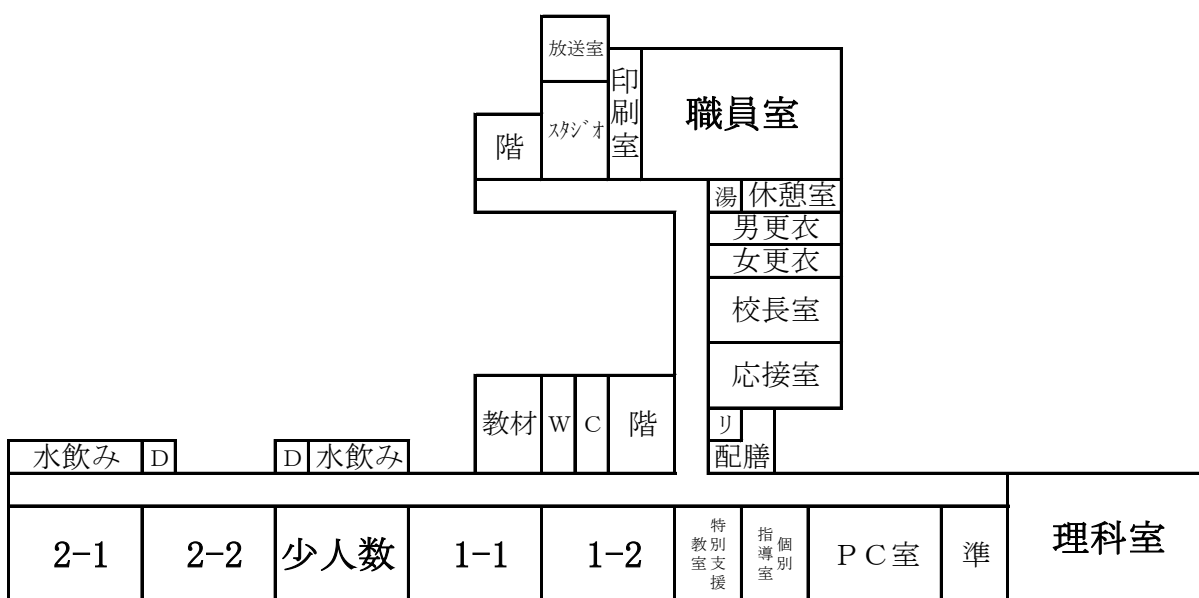 放送室
印刷室
職員室
階
ｽﾀｼﾞｵ
湯
休憩室
男更衣
女更衣
校長室
応接室
教材
W
C
階
リ
配膳
水飲み
D
D
水飲み
2-1
2-2
少人数
1-1
1-2
特別支援
教室
個別
指導室
ＰＣ室
準
理科室